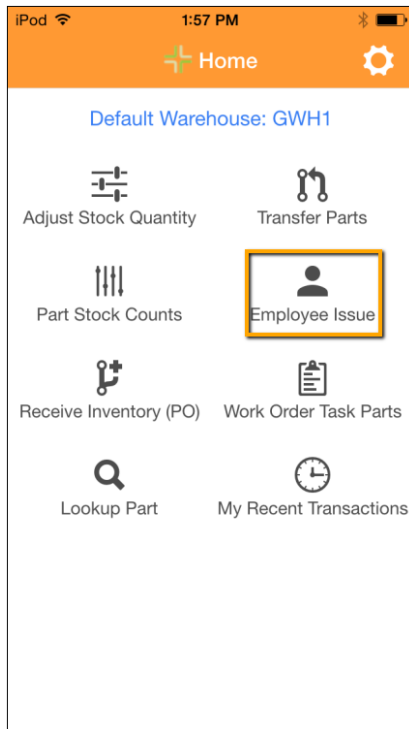 iPod 1:57 PM
Home
Default Warehouse: GWH1
Adjust Stock Quantity Transfer Parts
Part Stock Counts Employee Issue
Receive Inventory (PO) Work Order Task Parts
Lookup Part My Recent Transactions